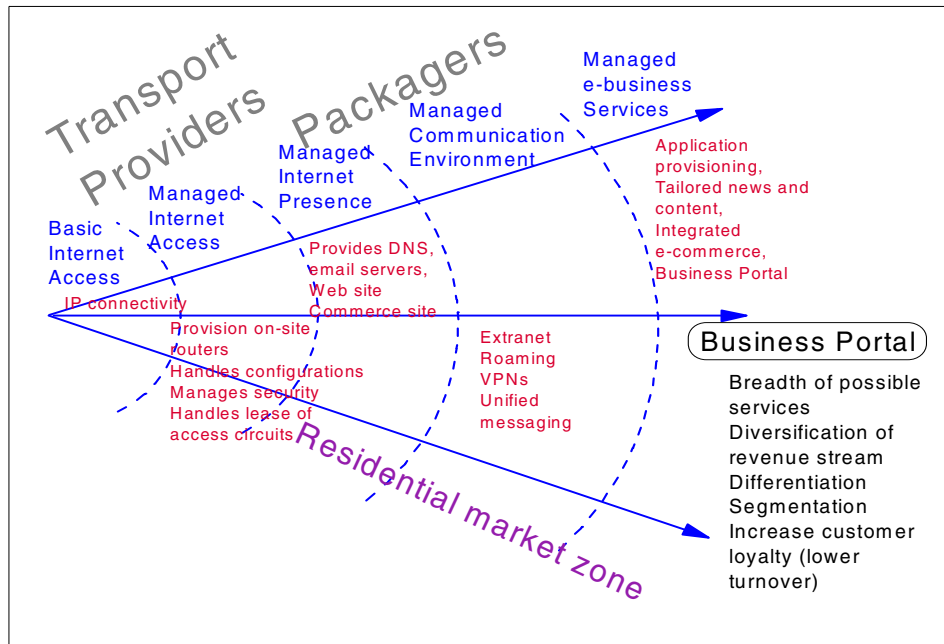 Transport
Providers
Packagers
Managed
e-business
Services
Managed
Communication
Environment
Managed
Internet
Presence
Managed
Internet
Access
Basic
Internet
Access
Application
provisioning,
Tailored news and
content,
Integrated
e-commerce,
Business Portal
Provides DNS,
email servers,
Web site
Commerce site
IP connectivity
Provision on-site
routers
Handles configurations
Manages security
Handles lease of
access circuits
Extranet
Roaming
VPNs
Unified
messaging
Residential market zone
Business Portal
Breadth of possible
services
Diversification of
revenue stream
Differentiation
Segmentation
Increase customer
loyalty (lower
turnover)